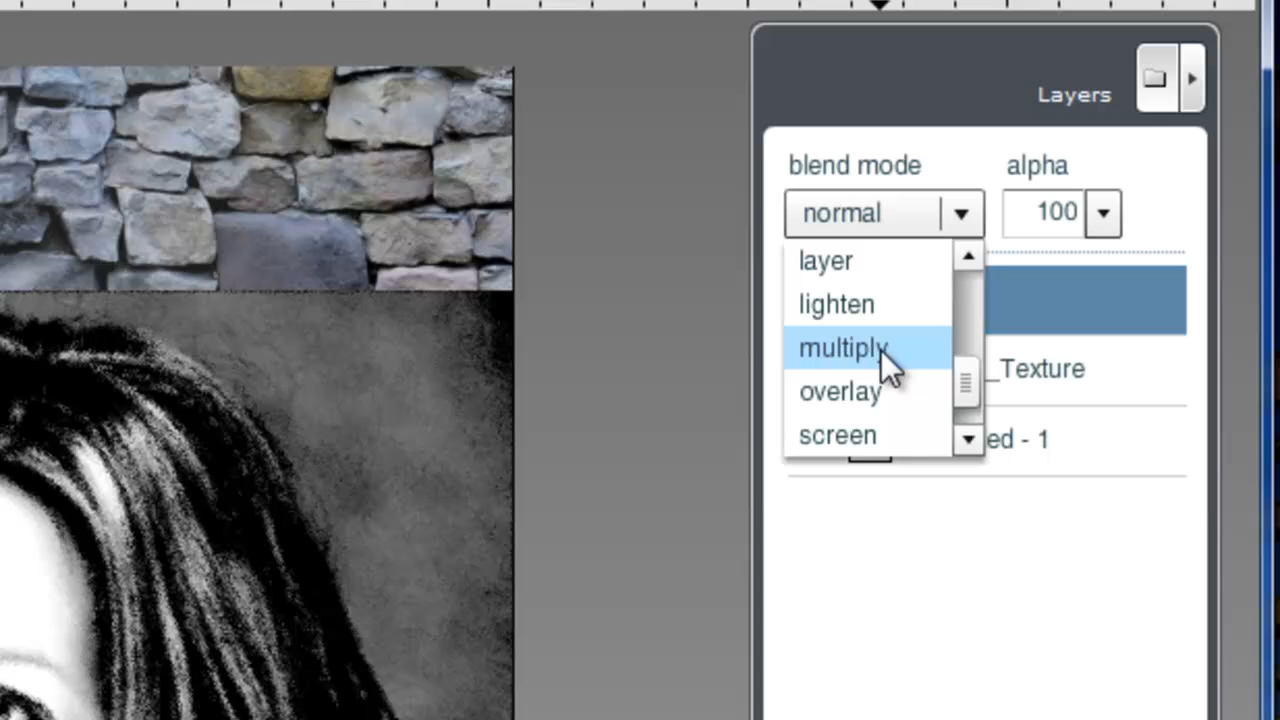 Layers
blend mode alpha
normal 100
layer
lighten
multiply
_Texture
overlay
ed - 1
screen